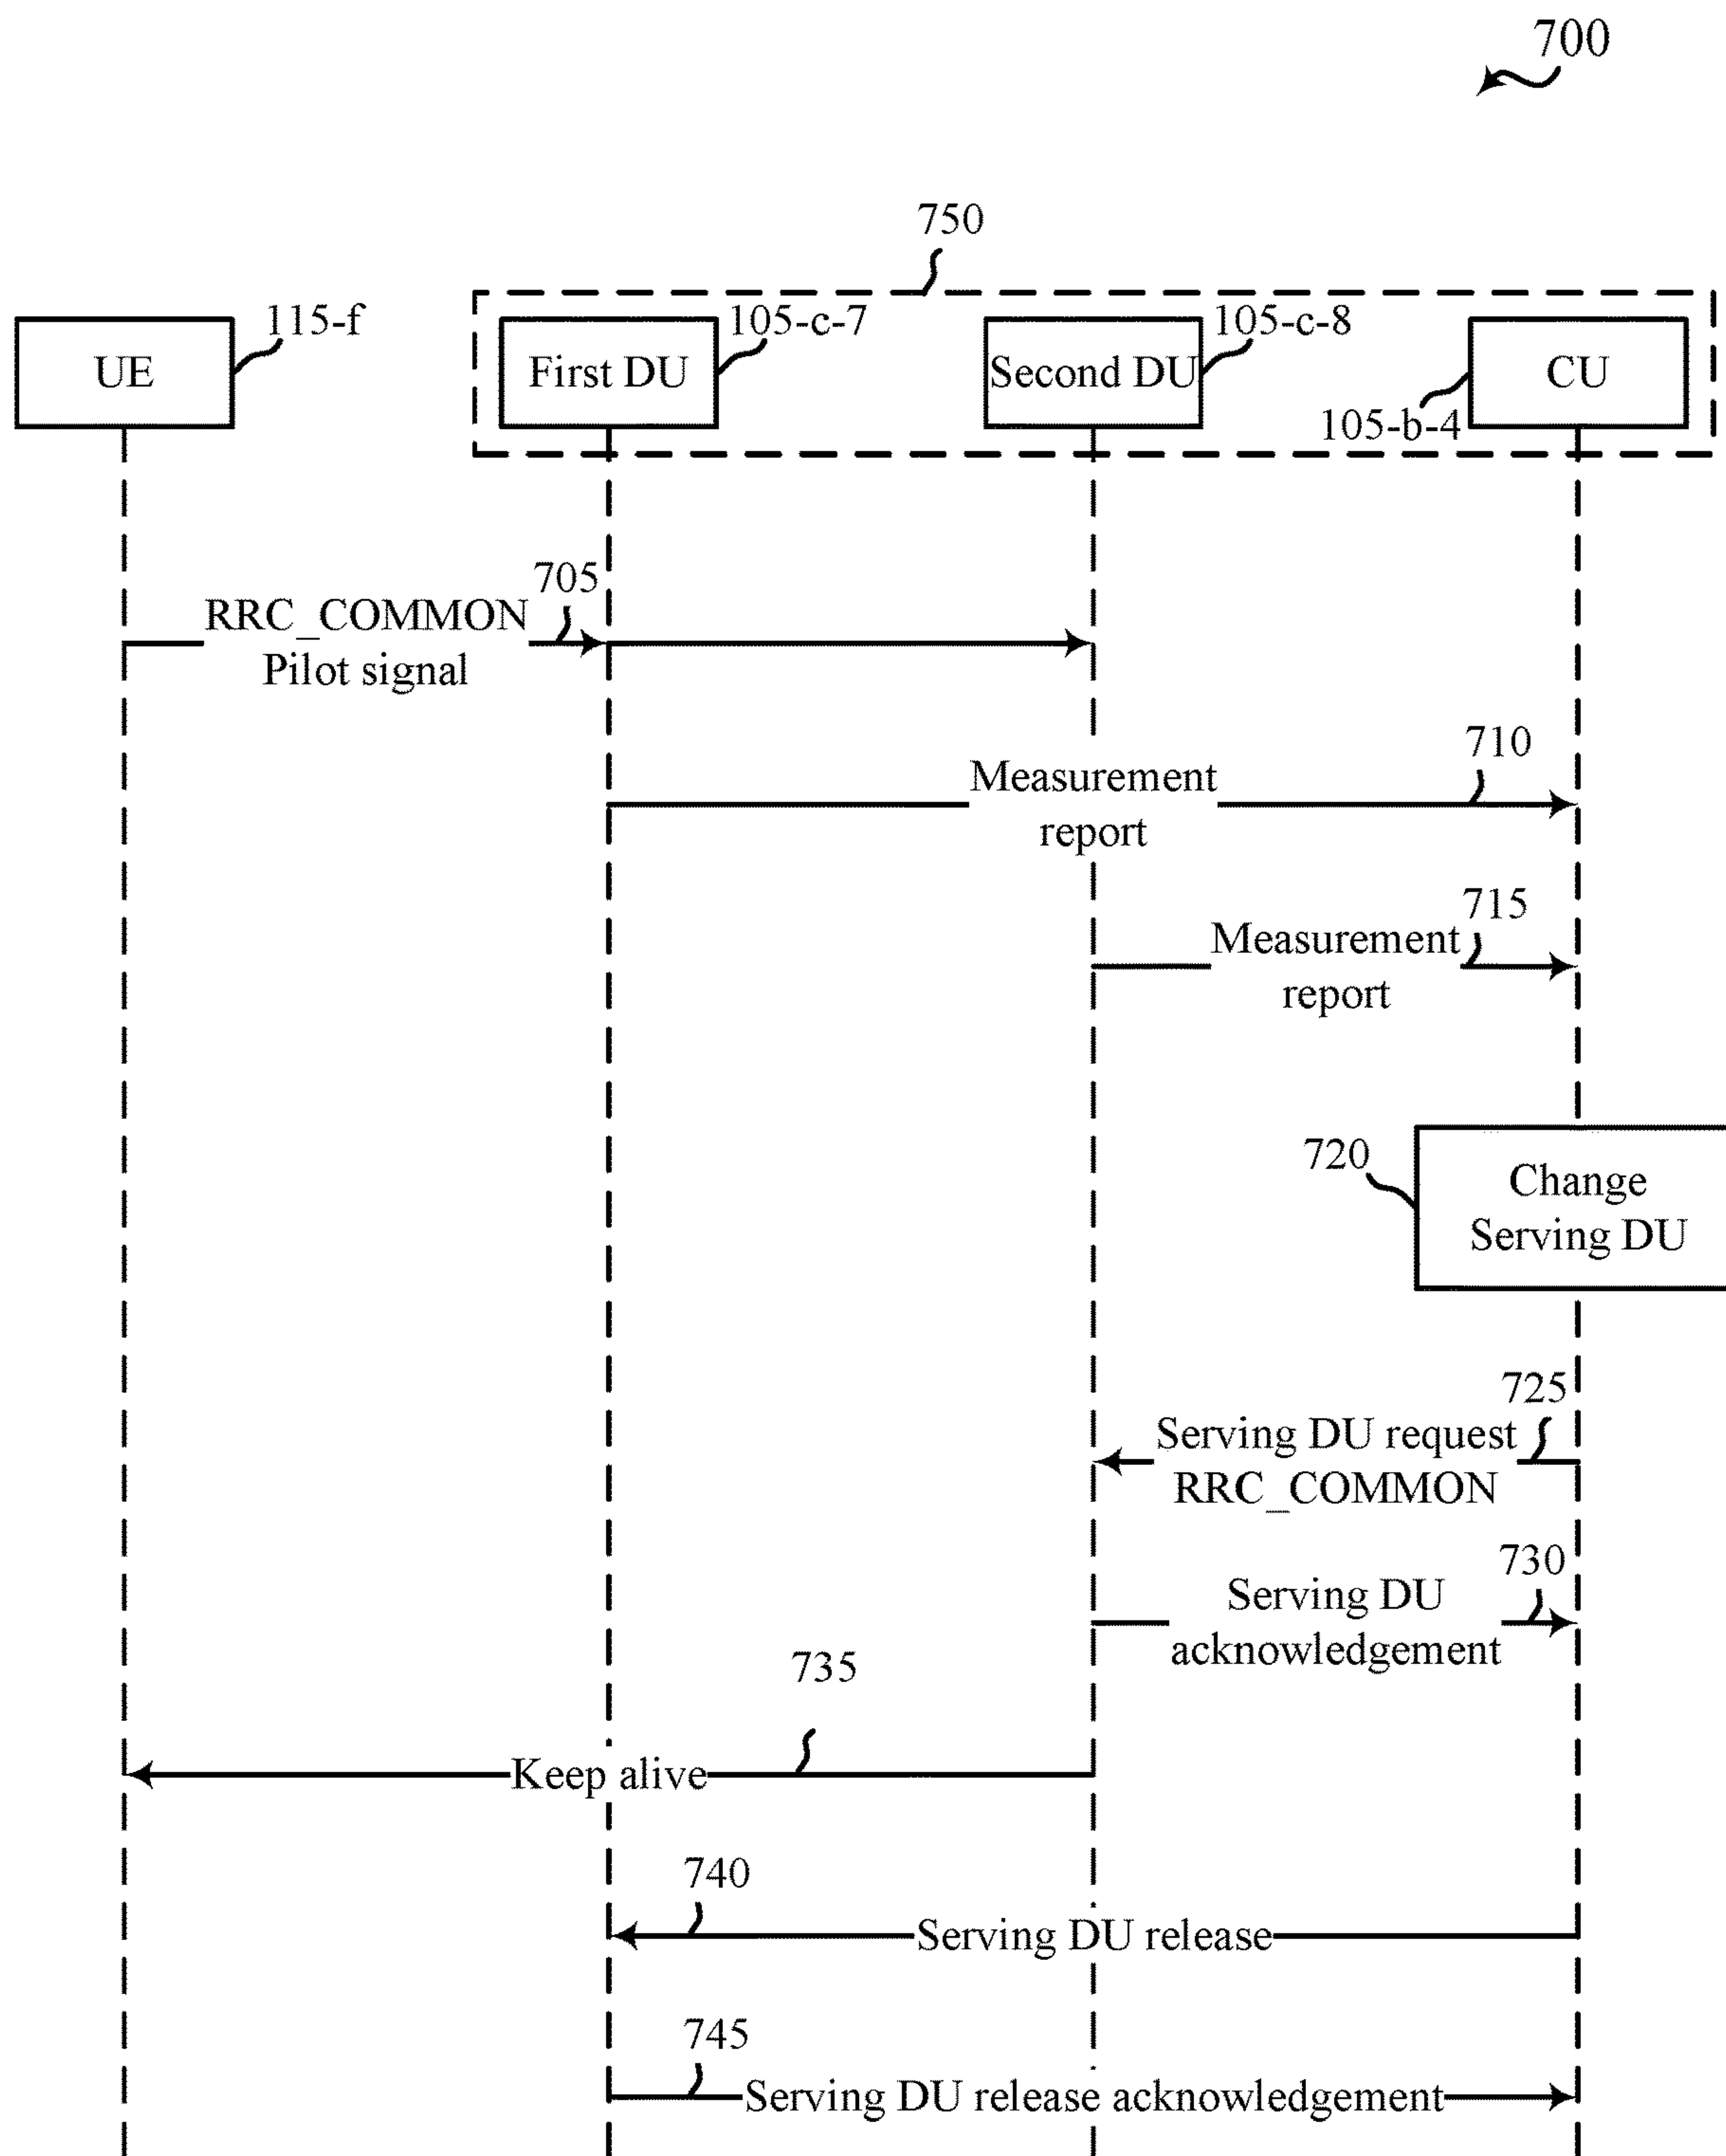 700
750
115-f
105-c-7
105-c-8
UE
First DU
Second DU
CU
105-b-4
705
RRC_COMMON
Pilot signal
710
Measurement
report
715
Measurement
report
720
Change
Serving DU
725
Serving DU request
RRC_COMMON
730
Serving DU
acknowledgement
735
Keep alive
740
Serving DU release
745
Serving DU release acknowledgement